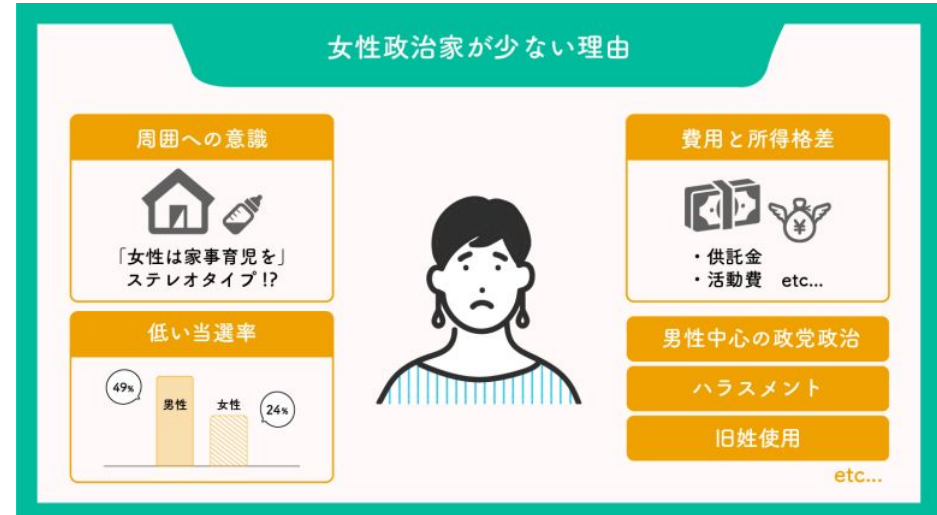 女性政治家が少ない理由
周囲への意識
「女性は家事育児を」
ステレオタイプ!?
低い当選率
49%
男性
女性
24%
費用と所得格差
¥
・供託金
・活動費 etc...
男性中心の政党政治
ハラスメント
旧姓使用
etc...